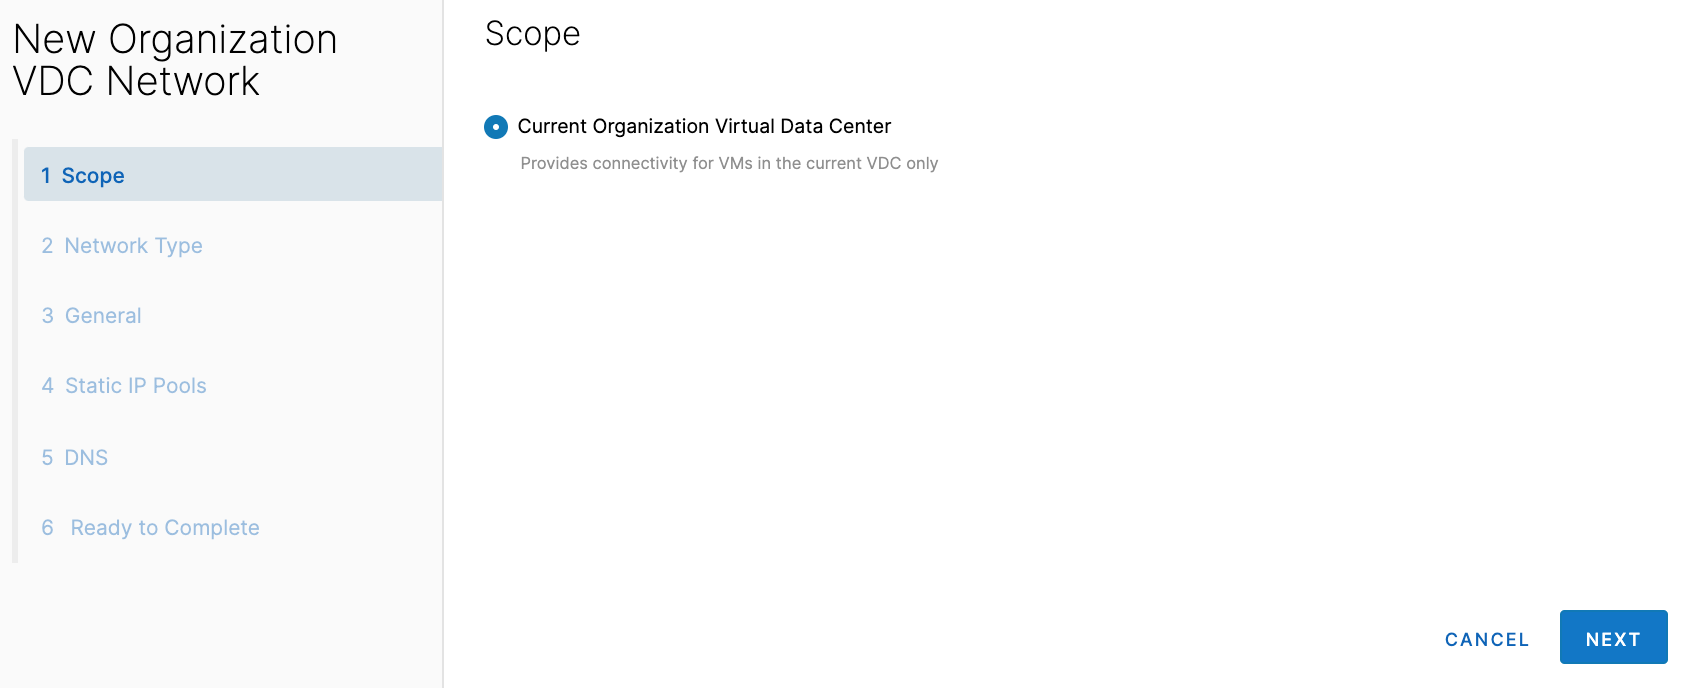 New Organization
VDC Network
1 Scope
2 Network Type
3 General
4 Static IP Pools
5 DNS
6 Ready to Complete
Scope
Current Organization Virtual Data Center
Provides connectivity for VMs in the current VDC only
CANCEL
NEXT